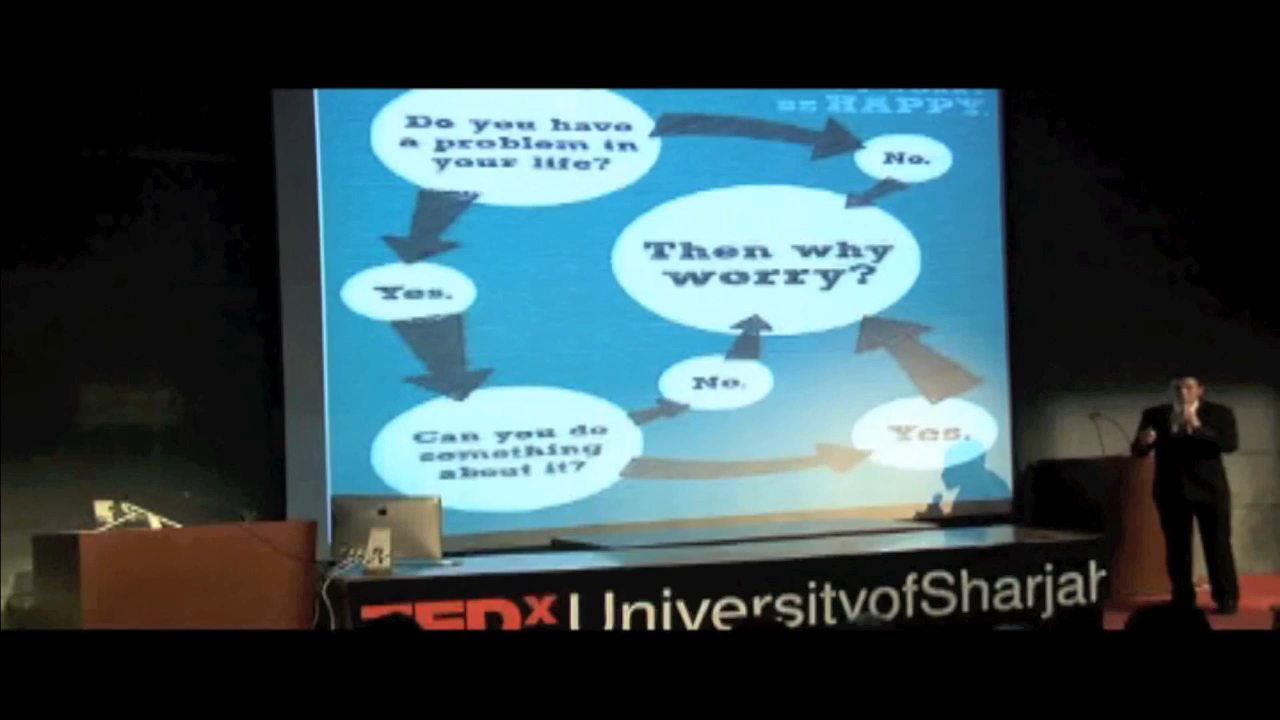 BE HAPPY.
Do you have
a problem in
your life?
No.
Then why
worry?
Yes.
No.
Can you do
something
about it?
Yes.
TEDx UniversityofSharjah